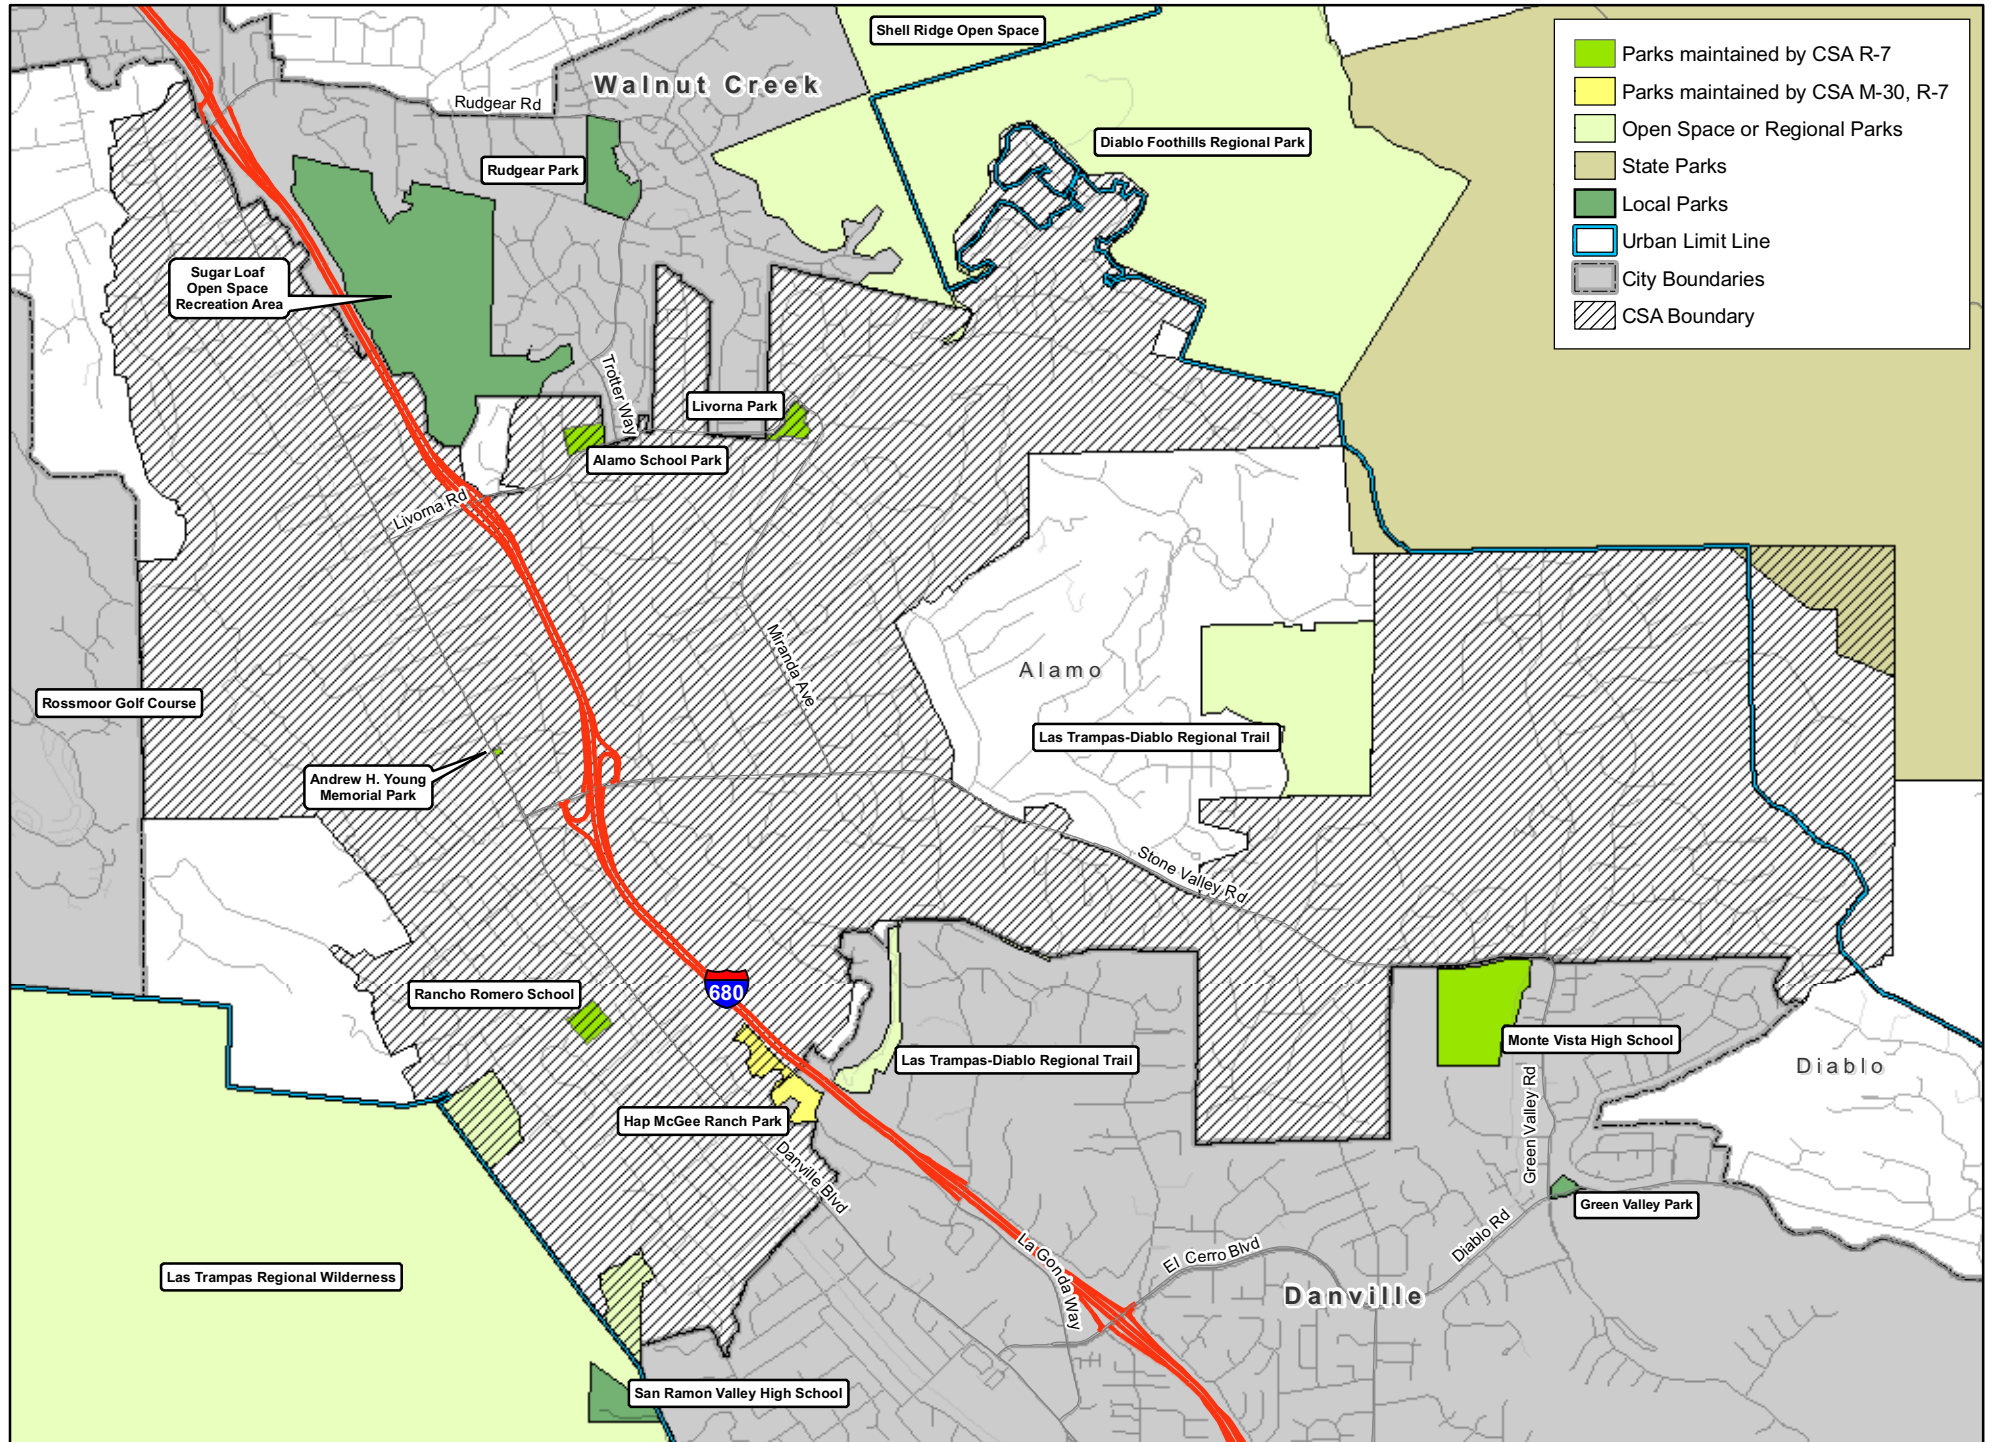 Shell Ridge Open Space
Walnut Creek
Rudgear Rd
Rudgear Park
Diablo Foothills Regional Park
Parks maintained by CSA R-7
Parks maintained by CSA M-30, R-7
Open Space or Regional Parks
State Parks
Local Parks
Urban Limit Line
City Boundaries
CSA Boundary
Sugar Loaf
Open Space
Recreation Area
Trotter Way
Livorna Park
Alamo School Park
Livorna Rd
Miranda Ave
Alamo
Rossmoor Golf Course
Las Trampas-Diablo Regional Trail
Andrew H. Young
Memorial Park
Stone Valley Rd
Rancho Romero School
680
Las Trampas-Diablo Regional Trail
Monte Vista High School
Diablo
Hap McGee Ranch Park
Danville Blvd
Green Valley Rd
Green Valley Park
Diablo Rd
La Gonda Way
El Cerro Blvd
Las Trampas Regional Wilderness
Danville
San Ramon Valley High School